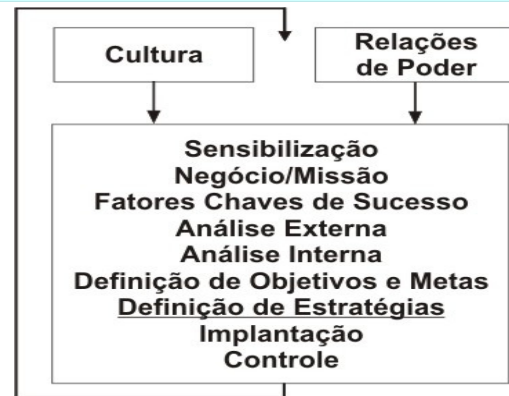 Cultura
Relações
de Poder
Sensibilização
Negócio/Missão
Fatores Chaves de Sucesso
Análise Externa
Análise Interna
Definição de Objetivos e Metas
Definição de Estratégias
Implantação
Controle